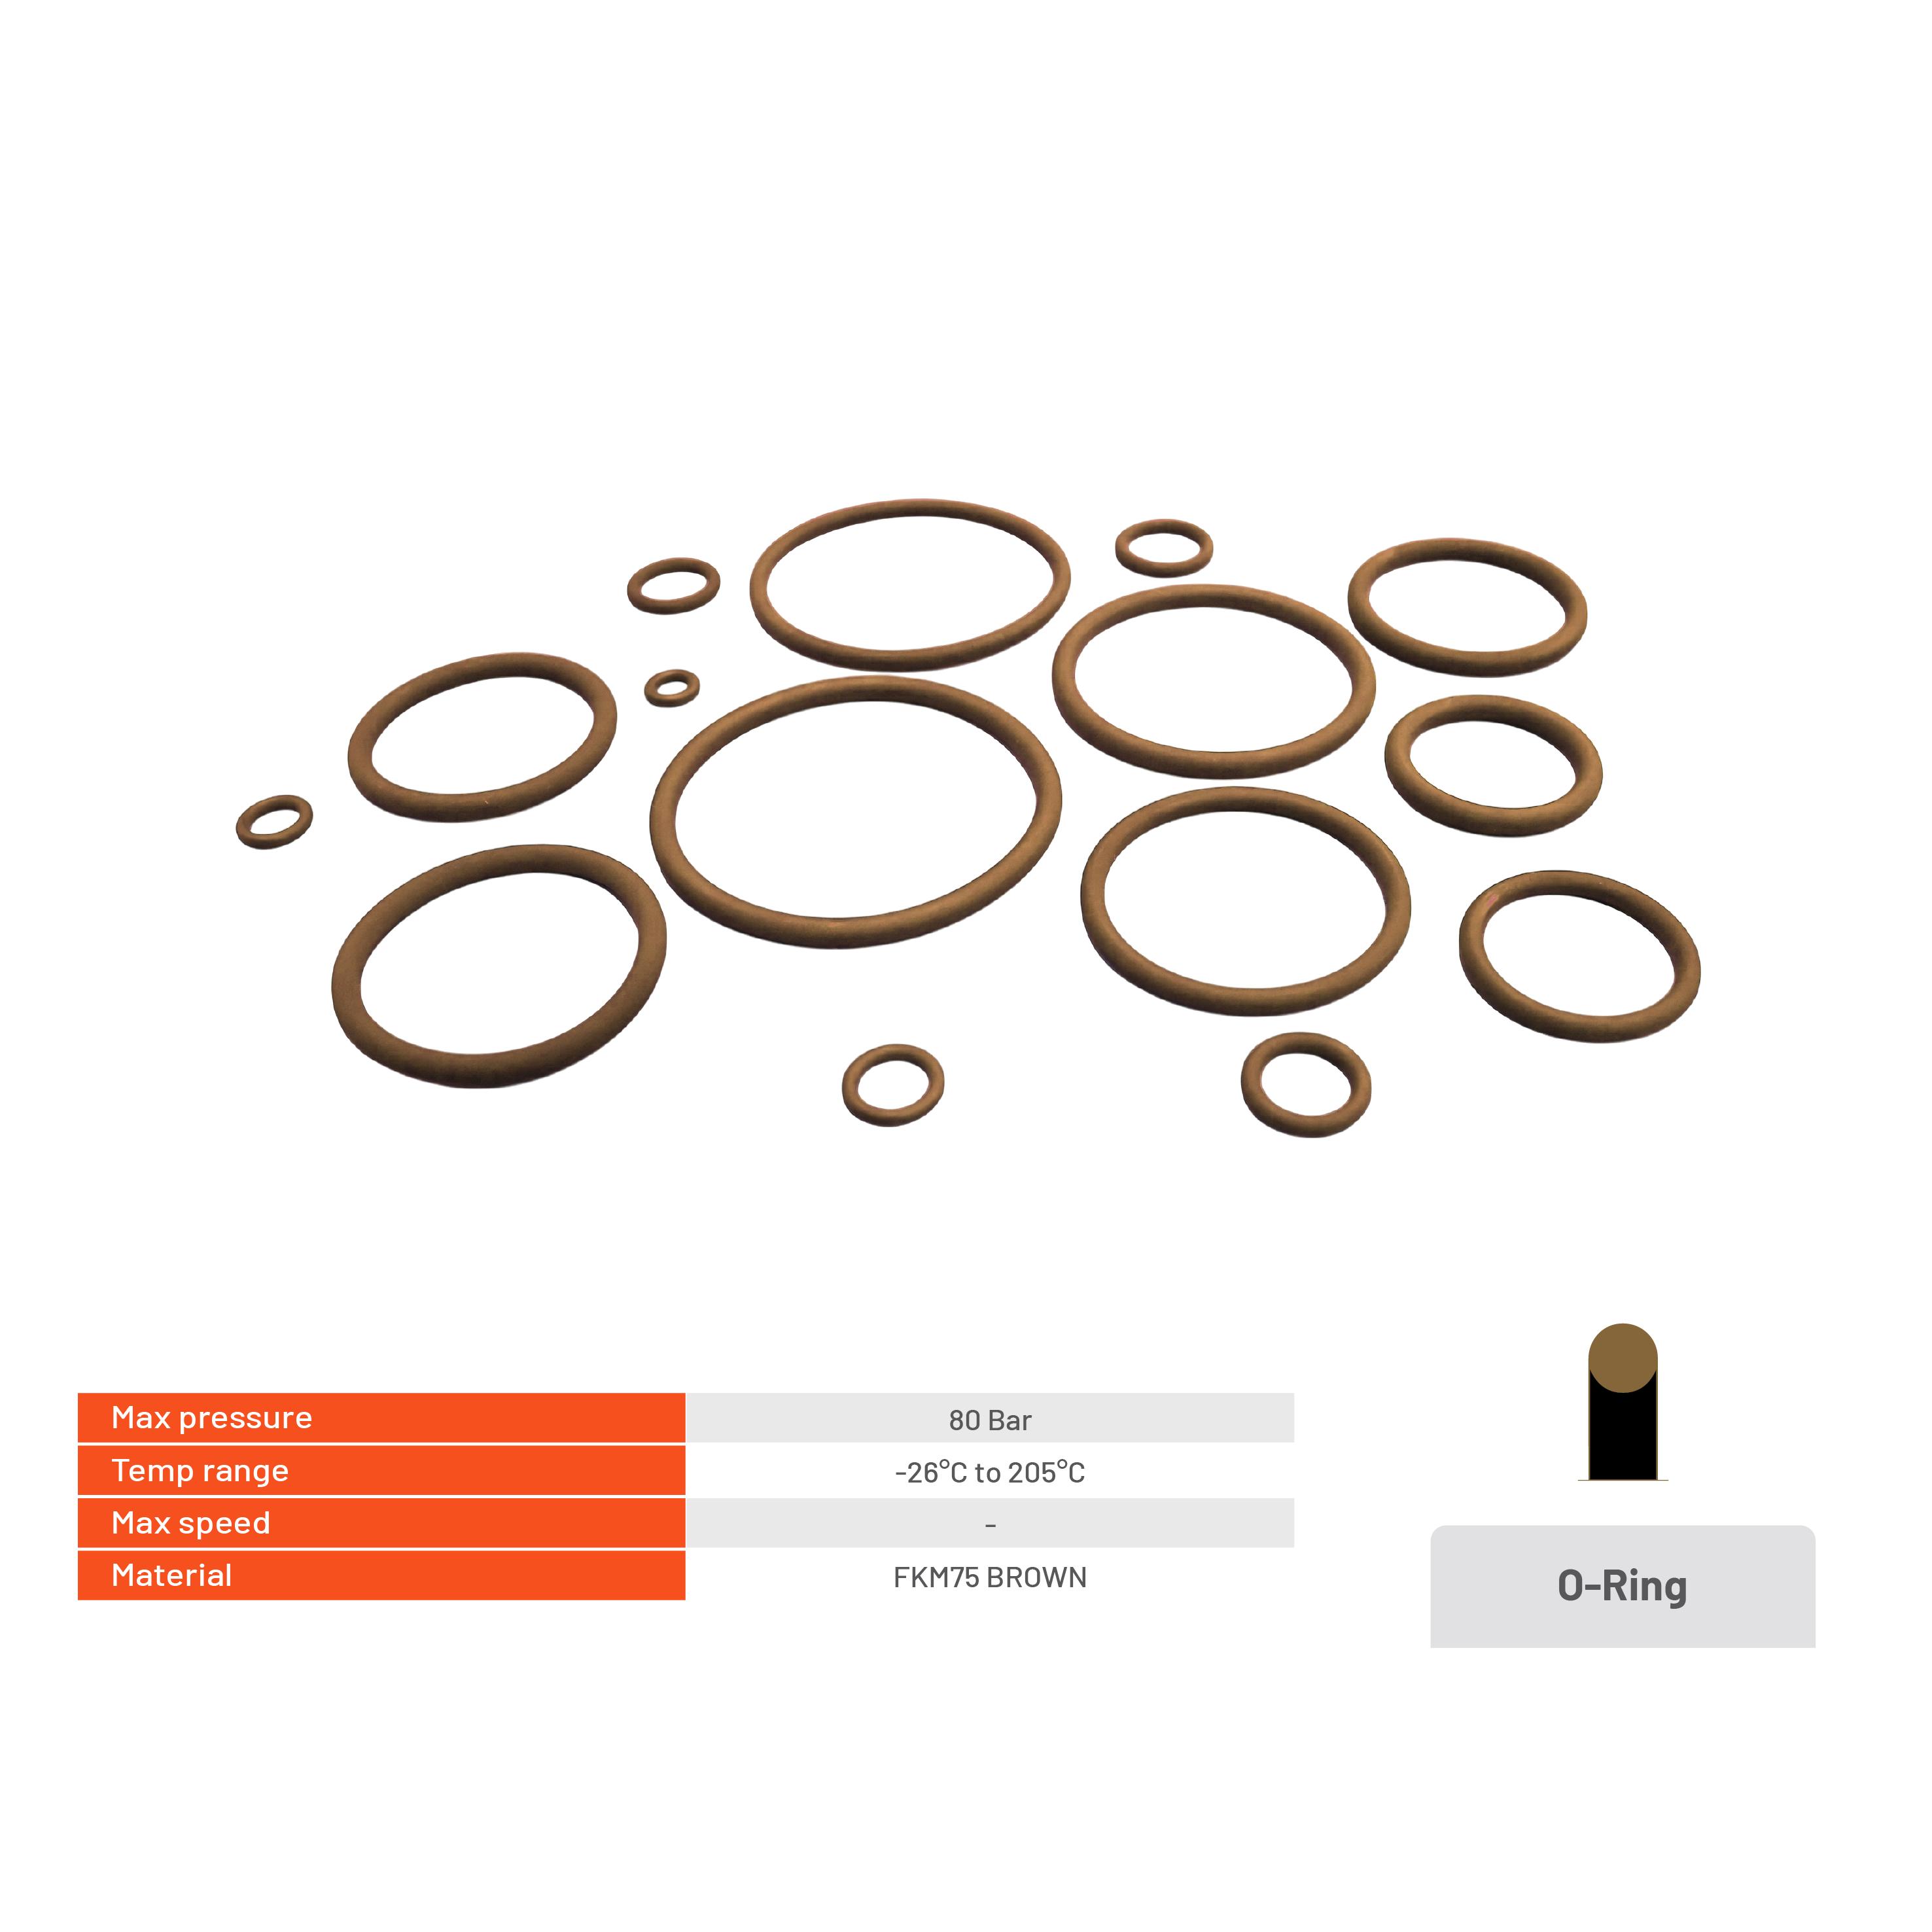 Max pressure 80 Bar
Temp range -26°C to 205°C
Max speed -
Material FKM75 BROWN
O-Ring